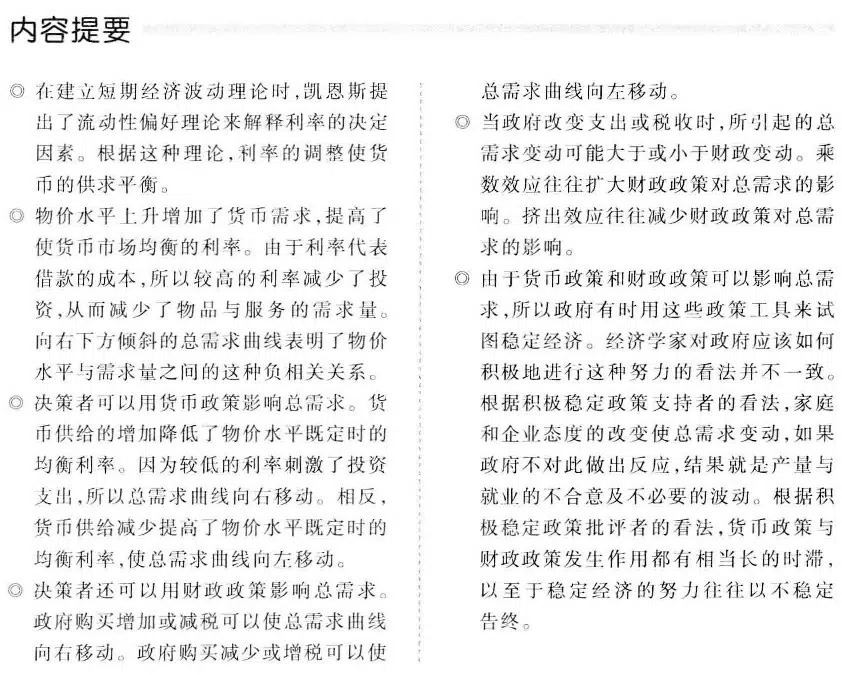 内容提要
◎ 在建立短期经济波动理论时,凯恩斯提
出了流动性偏好理论来解释利率的决定
因素。根据这种理论,利率的调整使货
币的供求平衡。
◎ 物价水平上升增加了货币需求,提高了
使货币市场均衡的利率。由于利率代表
借款的成本,所以较高的利率减少了投
资,从而减少了物品与服务的需求量。
向右下方倾斜的总需求曲线表明了物价
水平与需求量之间的这种负相关关系。
◎ 决策者可以用货币政策影响总需求。货
币供给的增加降低了物价水平既定时的
均衡利率。因为较低的利率刺激了投资
支出,所以总需求曲线向右移动。相反,
货币供给减少提高了物价水平既定时的
均衡利率,使总需求曲线向左移动。
◎ 决策者还可以用财政政策影响总需求。
政府购买增加或减税可以使总需求曲线
向右移动。政府购买减少或增税可以使
总需求曲线向左移动。
◎ 当政府改变支出或税收时,所引起的总
需求变动可能大于或小于财政变动。乘
数效应往往扩大财政政策对总需求的影
响。挤出效应往往减少财政政策对总需
求的影响。
◎ 由于货币政策和财政政策可以影响总需
求,所以政府有时用这些政策工具来试
图稳定经济。经济学家对政府应该如何
积极地进行这种努力的看法并不一致。
根据积极稳定政策支持者的看法,家庭
和企业态度的改变使总需求变动,如果
政府不对此做出反应,结果就是产量与
就业的不合意及不必要的波动。根据积
极稳定政策批评者的看法,货币政策与
财政政策发生作用都有相当长的时滞,
以至于稳定经济的努力往往以不稳定
告终。